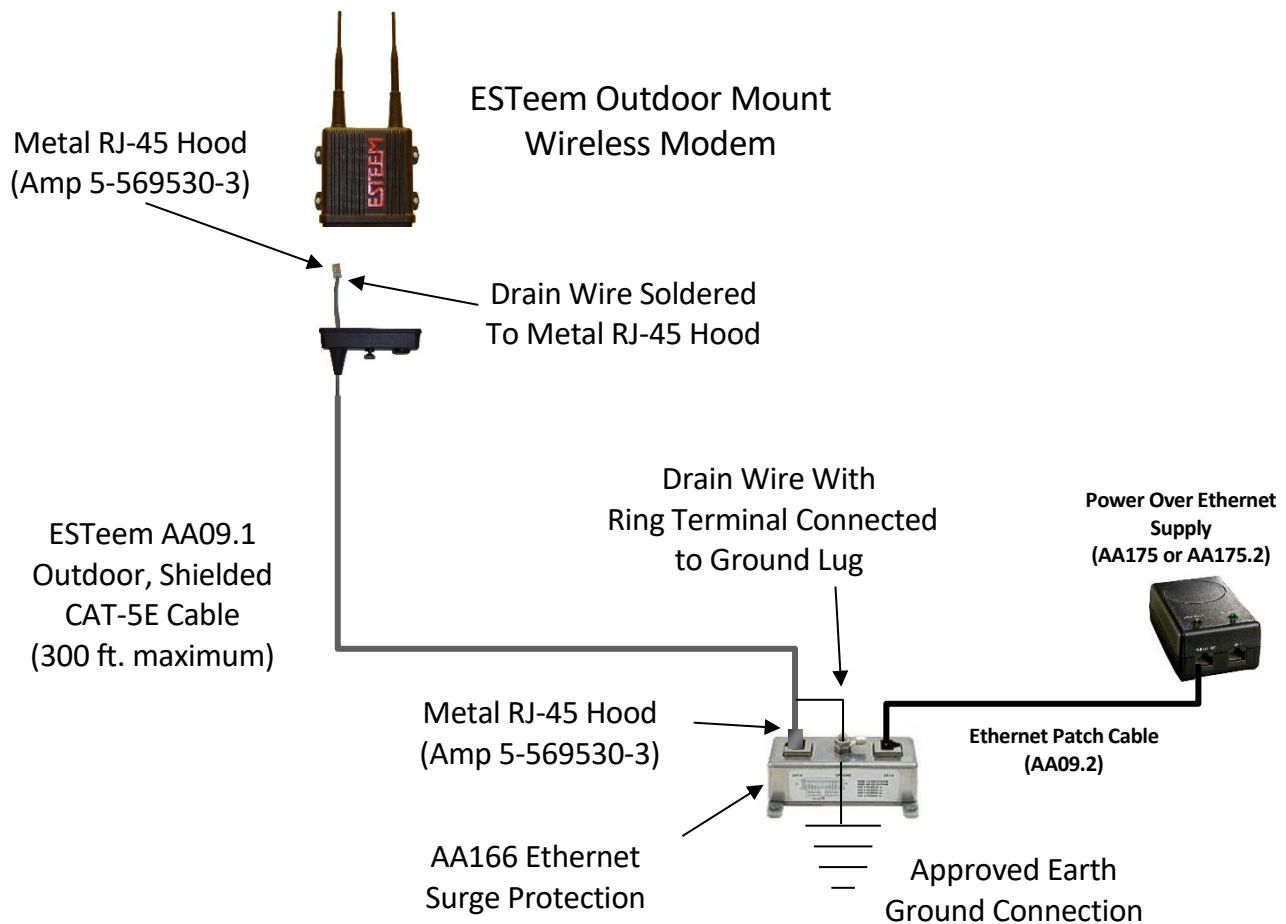 ESTeem Outdoor Mount
Wireless Modem
Metal RJ-45 Hood
(Amp 5-569530-3)
ESTEEM
Drain Wire Soldered
To Metal RJ-45 Hood
ESTeem AA09.1
Outdoor, Shielded
CAT-5E Cable
(300 ft. maximum)
Drain Wire With
Ring Terminal Connected
to Ground Lug
Power Over Ethernet
Supply
(AA175 or AA175.2)
Metal RJ-45 Hood
(Amp 5-569530-3)
Ethernet Patch Cable
(AA09.2)
AA166 Ethernet
Surge Protection
Approved Earth
Ground Connection